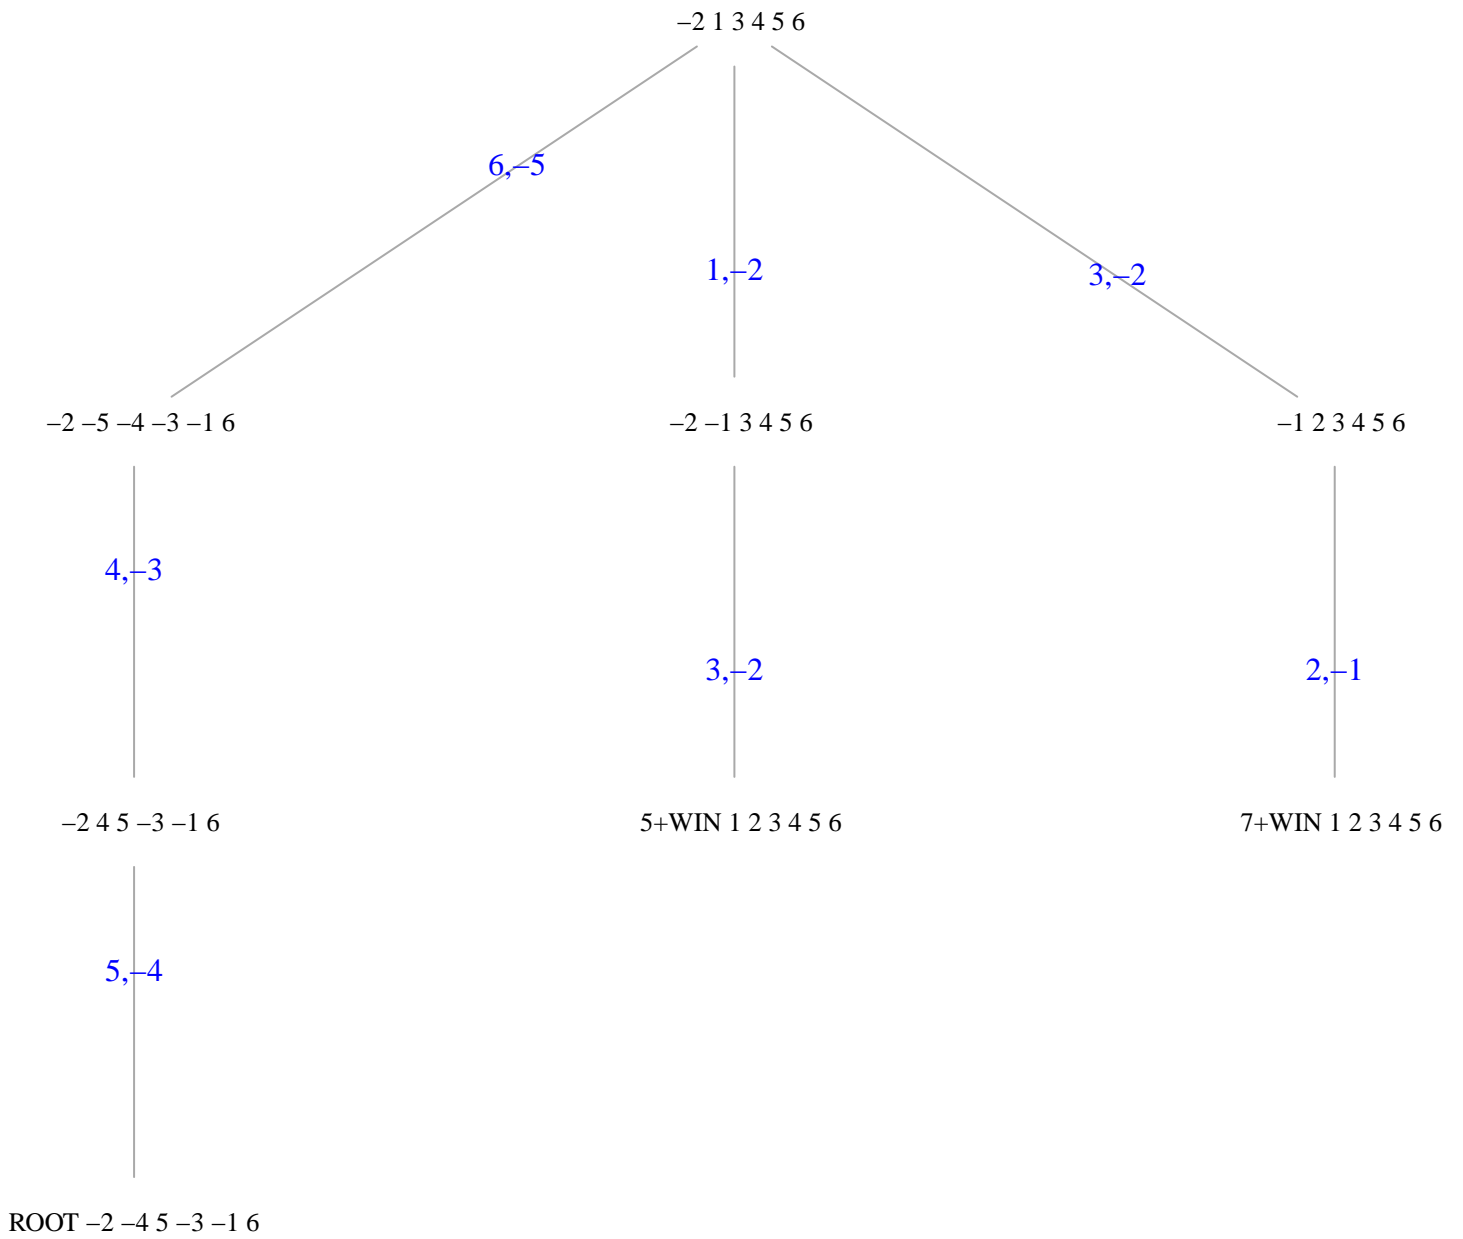 –2 1 3 4 5 6
6,–5
1,–2
3,–2
–2 –5 –4 –3 –1 6
–2 –1 3 4 5 6
–1 2 3 4 5 6
4,–3
3,–2
2,–1
–2 4 5 –3 –1 6
5+WIN 1 2 3 4 5 6
7+WIN 1 2 3 4 5 6
5,–4
ROOT –2 –4 5 –3 –1 6